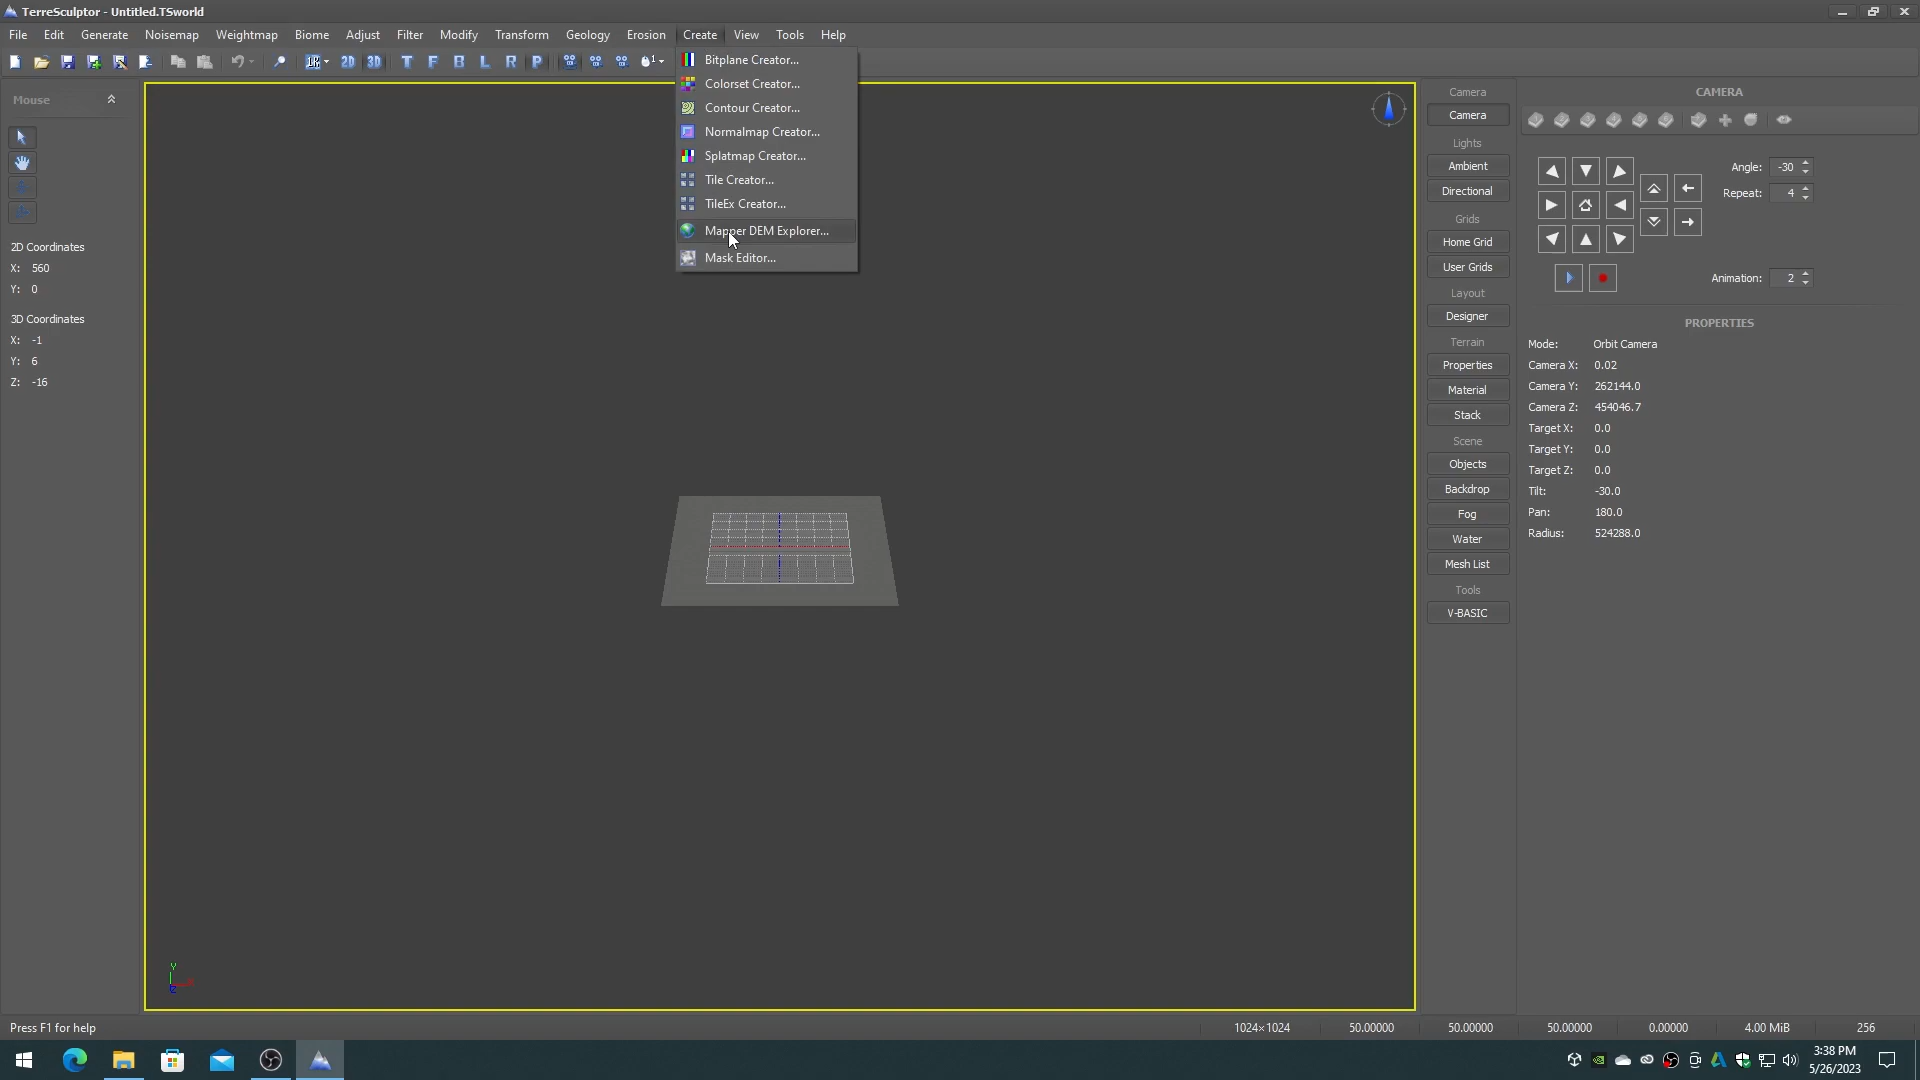 TerreSculptor - Untitled.TSworld
File Edit Generate Noisemap Weightmap Biome Adjust Filter Modify Transform Geology Erosion Create View Tools Help
2D 3D T F B L R P
Mouse
2D Coordinates
X: 560
Y: 0
3D Coordinates
X: -1
Y: 6
Z: -16
Bitplane Creator...
Colorset Creator...
Contour Creator...
Normalmap Creator...
Splatmap Creator...
Tile Creator...
TileEx Creator...
Mapper DEM Explorer...
Mask Editor...
Y
Camera
Camera
Lights
Ambient
Directional
Grids
Home Grid
User Grids
Layout
Designer
Terrain
Properties
Material
Stack
Scene
Objects
Backdrop
Fog
Water
Mesh List
Tools
V-BASIC
CAMERA
Angle: -30
Repeat: 4
Animation: 2
PROPERTIES
Mode: Orbit Camera
Camera X: 0.02
Camera Y: 262144.0
Camera Z: 454046.7
Target X: 0.0
Target Y: 0.0
Target Z: 0.0
Tilt: -30.0
Pan: 180.0
Radius: 524288.0
Press F1 for help
1024×1024 50.00000 50.00000 50.00000 0.00000 4.00 MiB 256
3:38 PM
5/26/2023